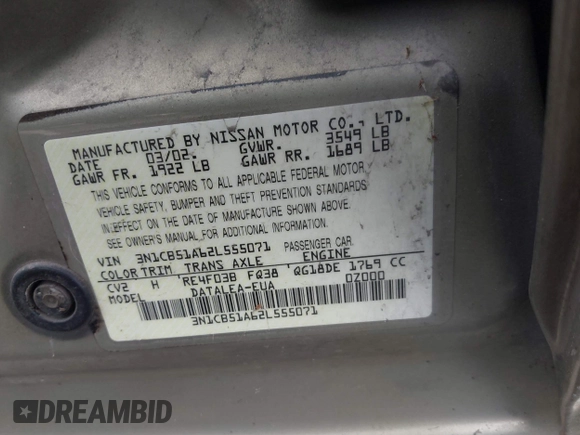 MANUFACTURED BY NISSAN MOTOR CO., LTD.
DATE 03/02. GVWR. 3549 LB
GAWR FR. 1922 LB GAWR RR. 1689 LB
THIS VEHICLE CONFORMS TO ALL APPLICABLE FEDERAL MOTOR
VEHICLE SAFETY, BUMPER AND THEFT PREVENTION STANDARDS
IN EFFECT ON THE DATE OF MANUFACTURE SHOWN ABOVE.
SEE OWNER'S MANUAL ALSO.
VIN 3N1CB51A62L555071 PASSENGER CAR.
COLOR TRIM TRANS AXLE ENGINE
CV2 H RE4F03B FQ38 QG18DE 1769 CC
MODEL DATALEA-EUA 0Z000
3N1CB51A62L555071
DREAMBID